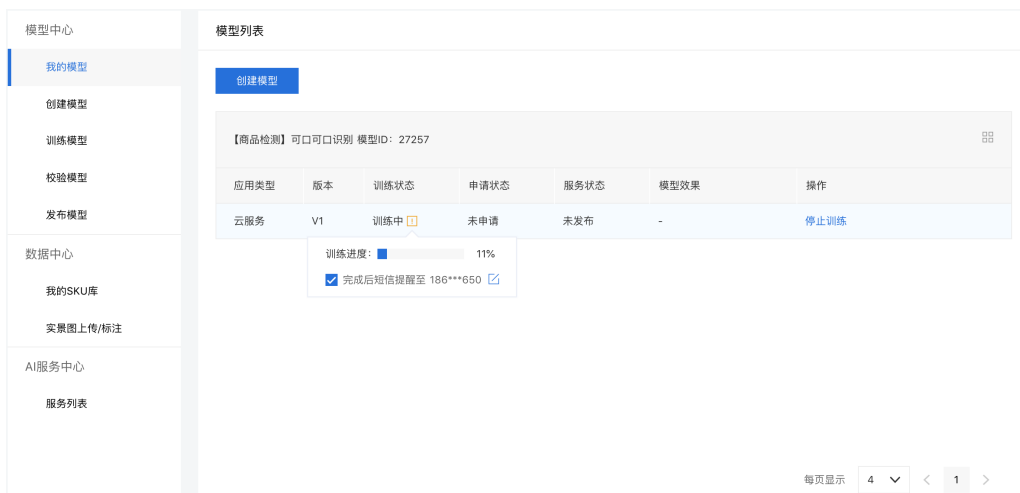 模型中心
我的模型
创建模型
训练模型
校验模型
发布模型
数据中心
我的SKU库
实景图上传/标注
AI服务中心
服务列表
模型列表
创建模型
【商品检测】可口可口识别 模型ID：27257
应用类型 版本 训练状态 申请状态 服务状态 模型效果 操作
云服务 V1 训练中 未申请 未发布 - 停止训练
训练进度： 11%
完成后短信提醒至 186***650
每页显示 4 < 1 >